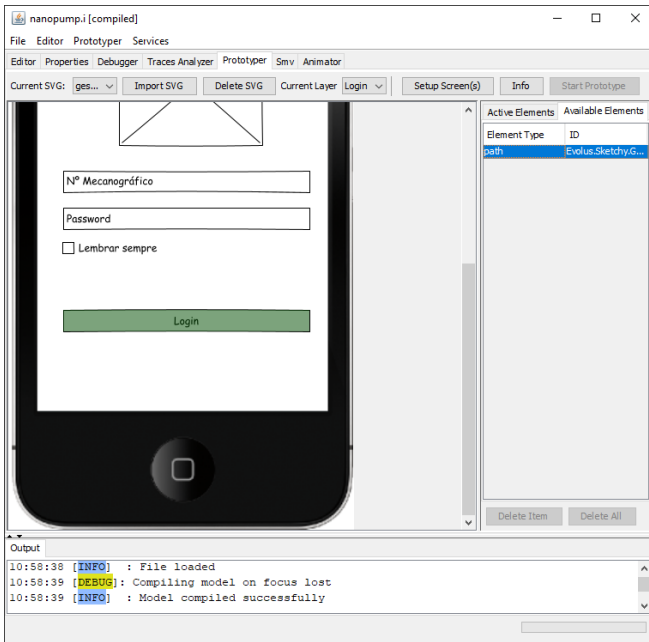 nanopump.i [compiled]
File Editor Prototyper Services
Editor Properties Debugger Traces Analyzer Prototyper Smv Animator
Current SVG: ges... Import SVG Delete SVG Current Layer Login Setup Screen(s) Info Start Prototype
Active Elements Available Elements
Element Type ID
path Evolus.Sketchy.G...
Nº Mecanográfico
Password
Lembrar sempre
Login
Delete Item Delete All
Output
10:58:38 [INFO] : File loaded
10:58:39 [DEBUG]: Compiling model on focus lost
10:58:39 [INFO] : Model compiled successfully